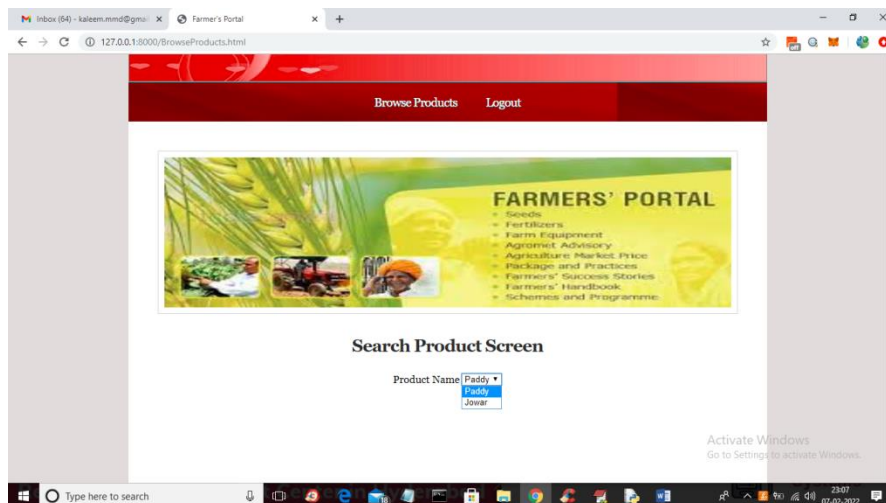 Inbox (64) - kaleem.mmd@gmai
Farmer's Portal
127.0.0.1:8000/BrowseProducts.html
Browse Products Logout
FARMERS' PORTAL
Seeds
Fertilizers
Farm Equipment
Agromet Advisory
Agriculture Market Price
Package and Practices
Farmers' Success Stories
Farmers' Handbook
Schemes and Programme
Search Product Screen
Product Name Paddy
Paddy
Jowar
Activate Windows
Go to Settings to activate Windows.
Type here to search
23:07
07-02-2022